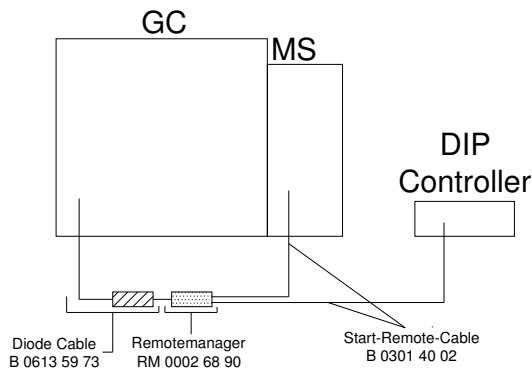 GC
MS
DIP
Controller
Diode Cable
B 0613 59 73
Remotemanager
RM 0002 68 90
Start-Remote-Cable
B 0301 40 02